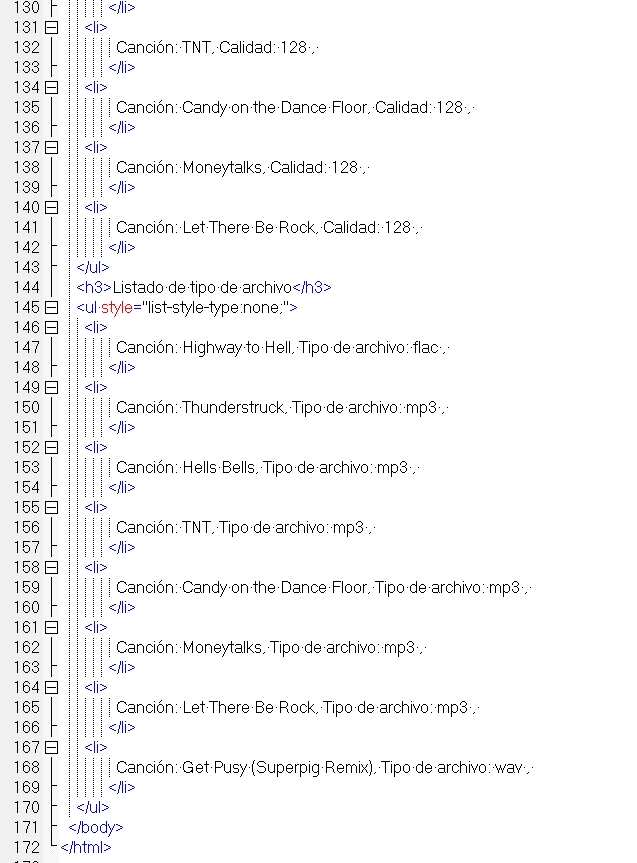 130 </li>
131 <li>
132 Canción: TNT, Calidad: 128 ,
133 </li>
134 <li>
135 Canción: Candy on the Dance Floor, Calidad: 128 ,
136 </li>
137 <li>
138 Canción: Moneytalks, Calidad: 128 ,
139 </li>
140 <li>
141 Canción: Let There Be Rock, Calidad: 128 ,
142 </li>
143 </ul>
144 <h3>Listado de tipo de archivo</h3>
145 <ul style="list-style-type:none;">
146 <li>
147 Canción: Highway to Hell, Tipo de archivo: flac ,
148 </li>
149 <li>
150 Canción: Thunderstruck, Tipo de archivo: mp3 ,
151 </li>
152 <li>
153 Canción: Hells Bells, Tipo de archivo: mp3 ,
154 </li>
155 <li>
156 Canción: TNT, Tipo de archivo: mp3 ,
157 </li>
158 <li>
159 Canción: Candy on the Dance Floor, Tipo de archivo: mp3 ,
160 </li>
161 <li>
162 Canción: Moneytalks, Tipo de archivo: mp3 ,
163 </li>
164 <li>
165 Canción: Let There Be Rock, Tipo de archivo: mp3 ,
166 </li>
167 <li>
168 Canción: Get Pusy (Superpig Remix), Tipo de archivo: wav ,
169 </li>
170 </ul>
171 </body>
172 </html>